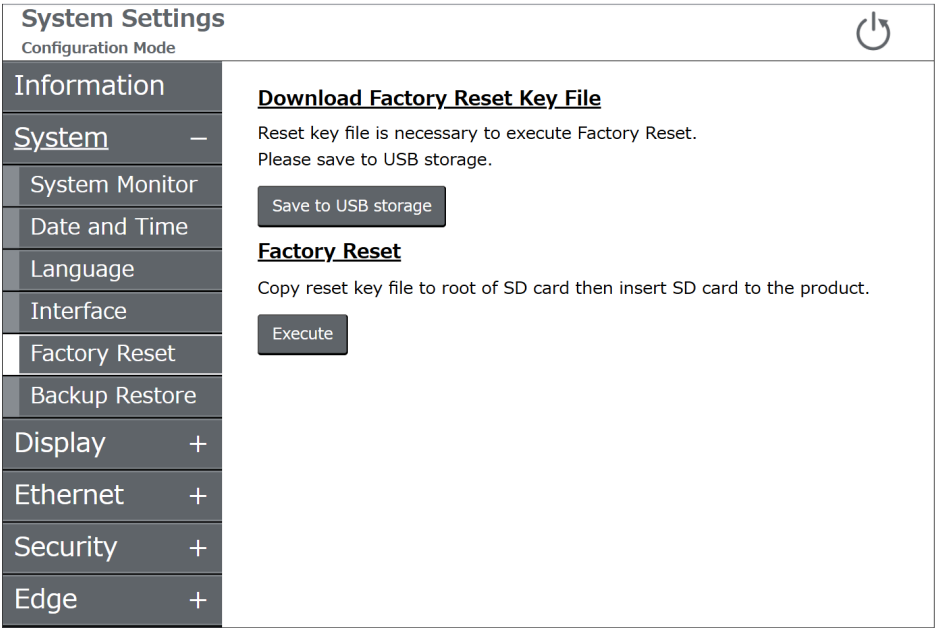 System Settings
Configuration Mode
Information
System −
System Monitor
Date and Time
Language
Interface
Factory Reset
Backup Restore
Display +
Ethernet +
Security +
Edge +
Download Factory Reset Key File
Reset key file is necessary to execute Factory Reset.
Please save to USB storage.
Save to USB storage
Factory Reset
Copy reset key file to root of SD card then insert SD card to the product.
Execute